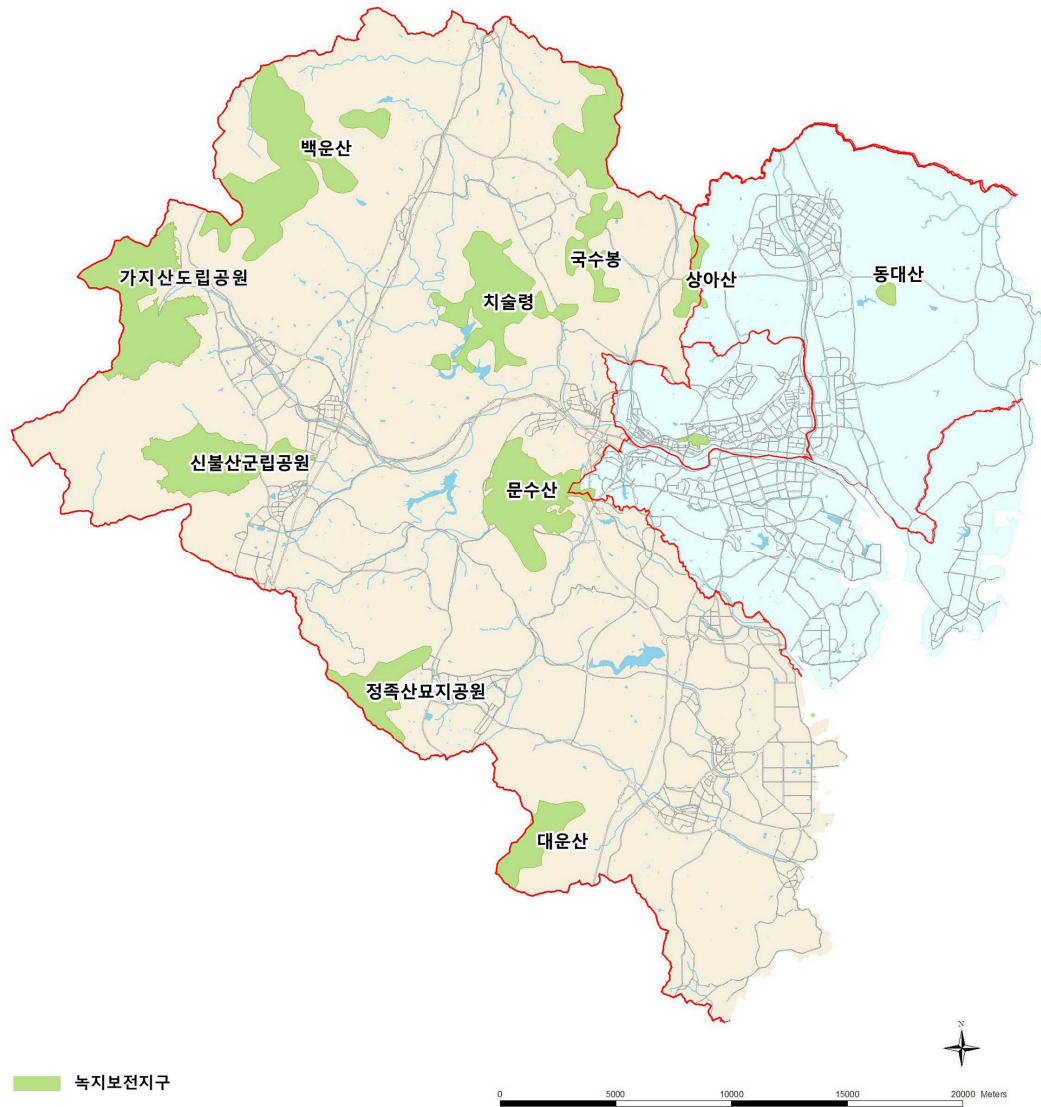 백운산
국수봉
가지산도립공원
상아산
동대산
치술령
신불산군립공원
문수산
정족산묘지공원
대운산
N
녹지보전지구
0 5000 10000 15000 20000 Meters